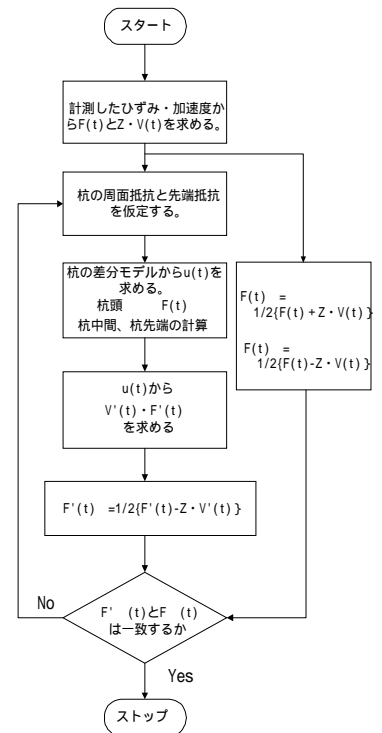 スタート
計測したひずみ・加速度か
らF(t)とZ・V(t)を求める。
杭の周面抵抗と先端抵抗
を仮定する。
杭の差分モデルからu(t)を
求める。
杭頭 F(t)
杭中間、杭先端の計算
F(t) =
1/2{F(t)+Z・V(t)}
F(t) =
1/2{F(t)-Z・V(t)}
u(t)から
V'(t)・F'(t)
を求める
F'(t) =1/2{F'(t)-Z・V'(t)}
F' (t)とF (t)
は一致するか
No
Yes
ストップ